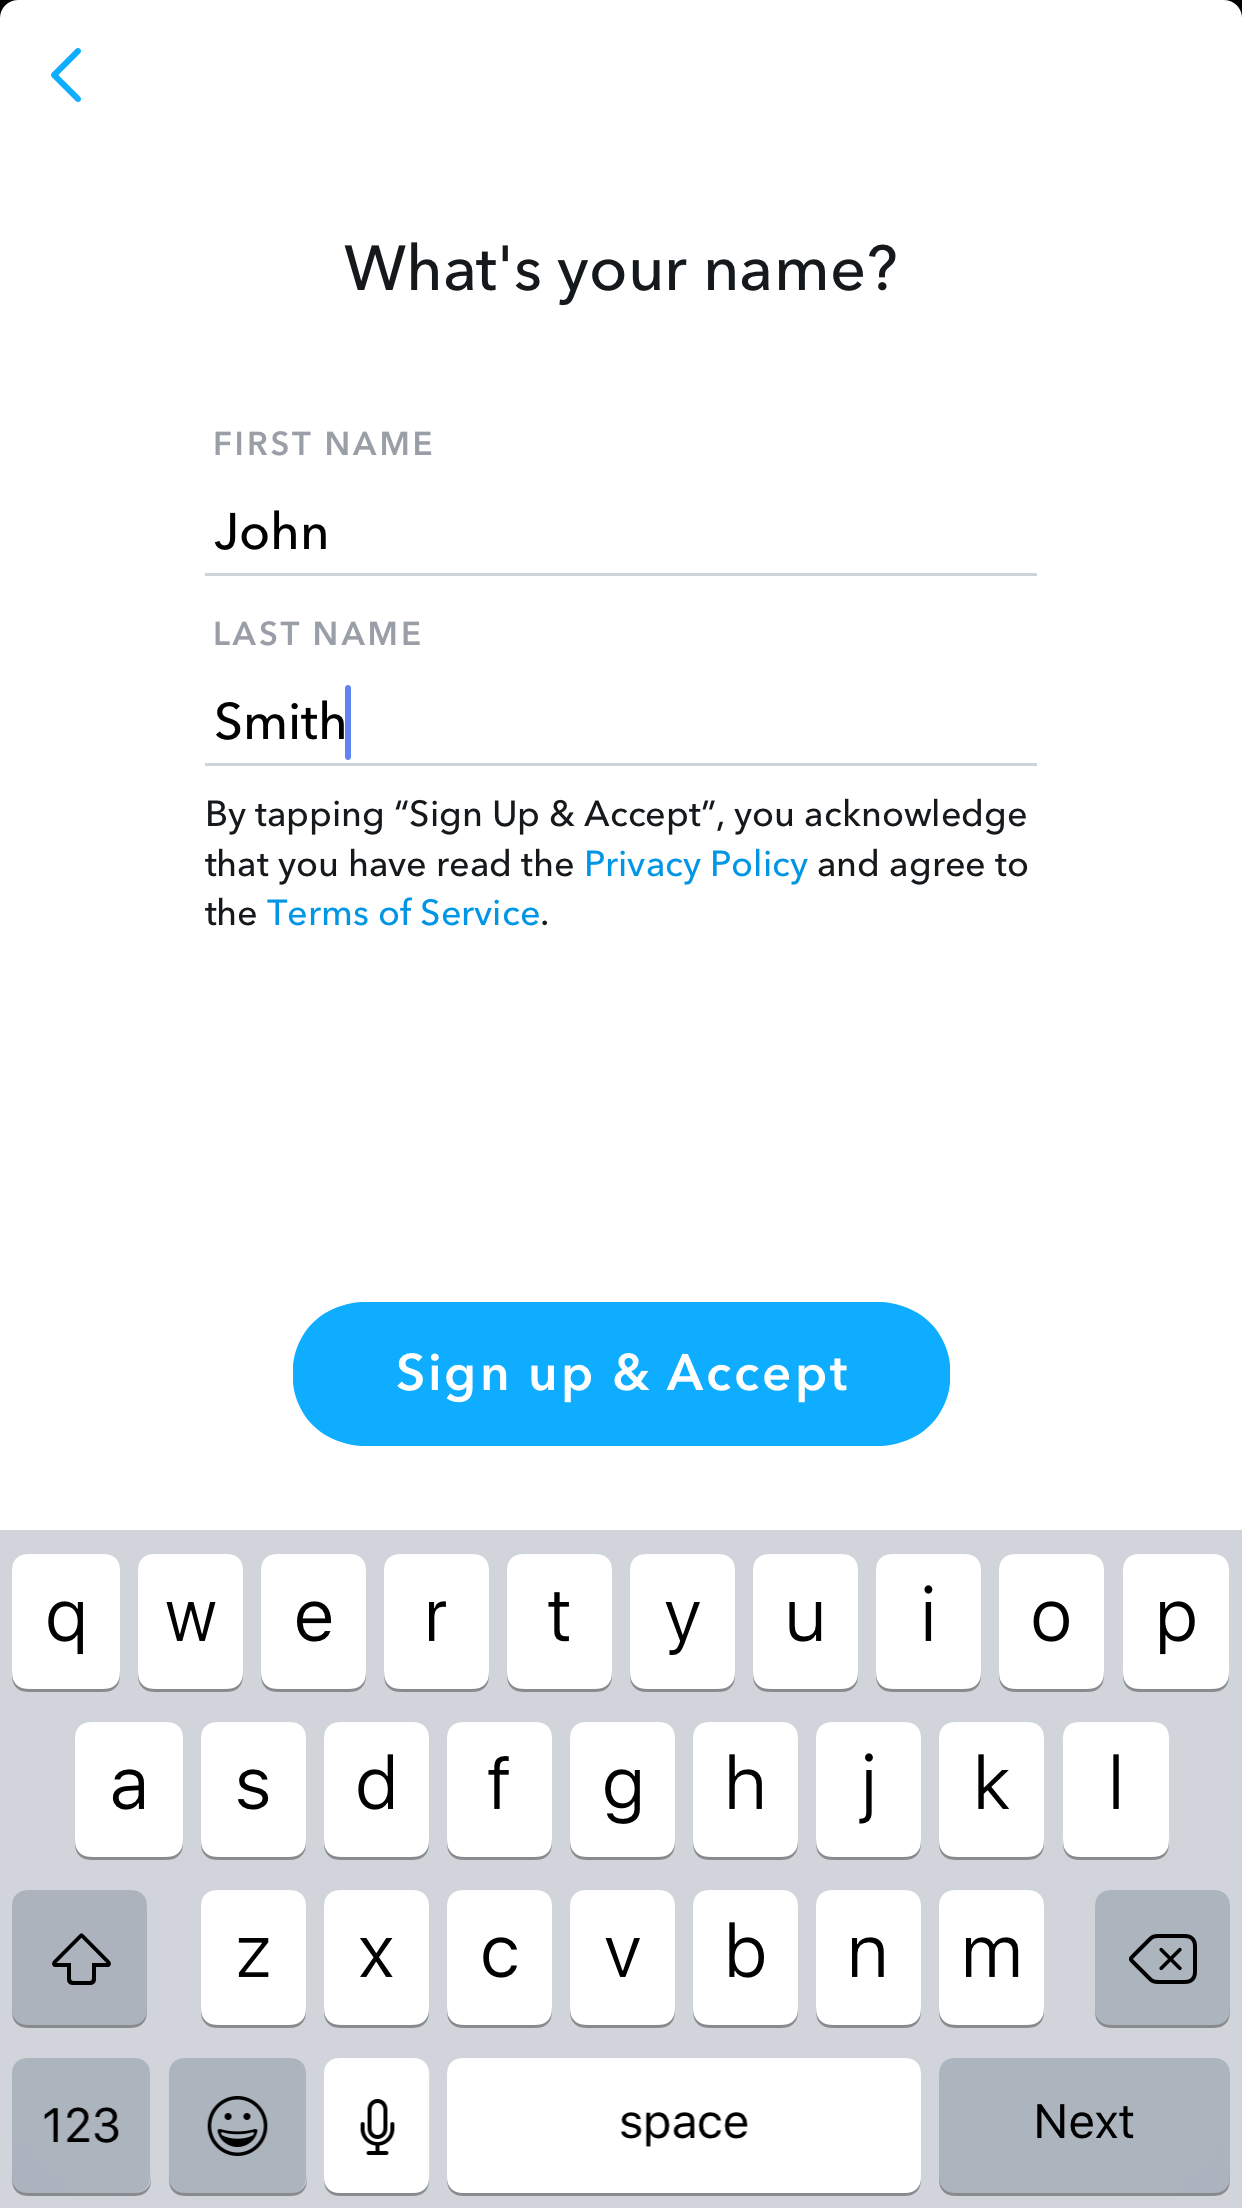 What's your name?
FIRST NAME
John
LAST NAME
Smith
By tapping “Sign Up & Accept”, you acknowledge
that you have read the Privacy Policy and agree to
the Terms of Service.
Sign up & Accept
q w e r t y u i o p
a s d f g h j k l
z x c v b n m
123 space Next